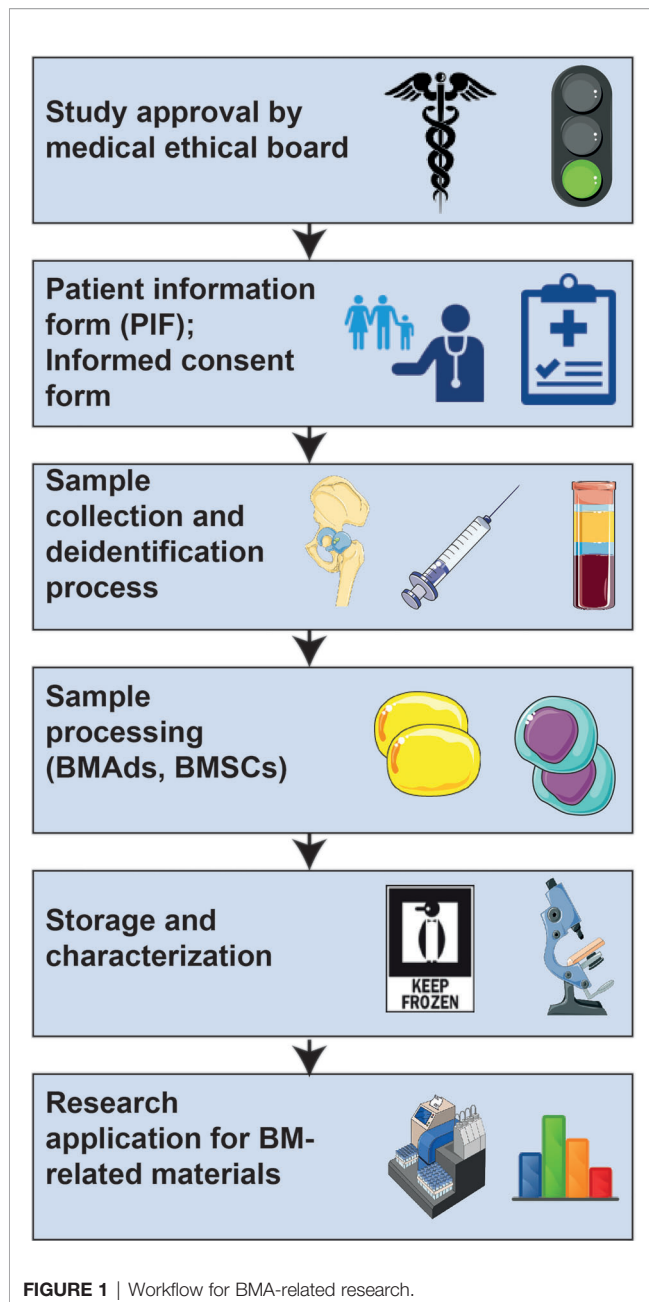 Study approval by
medical ethical board
Patient information
form (PIF);
Informed consent
form
Sample
collection and
deidentification
process
Sample
processing
(BMAds, BMSCs)
Storage and
characterization
KEEP
FROZEN
Research
application for BM-
related materials
FIGURE 1 | Workflow for BMA-related research.